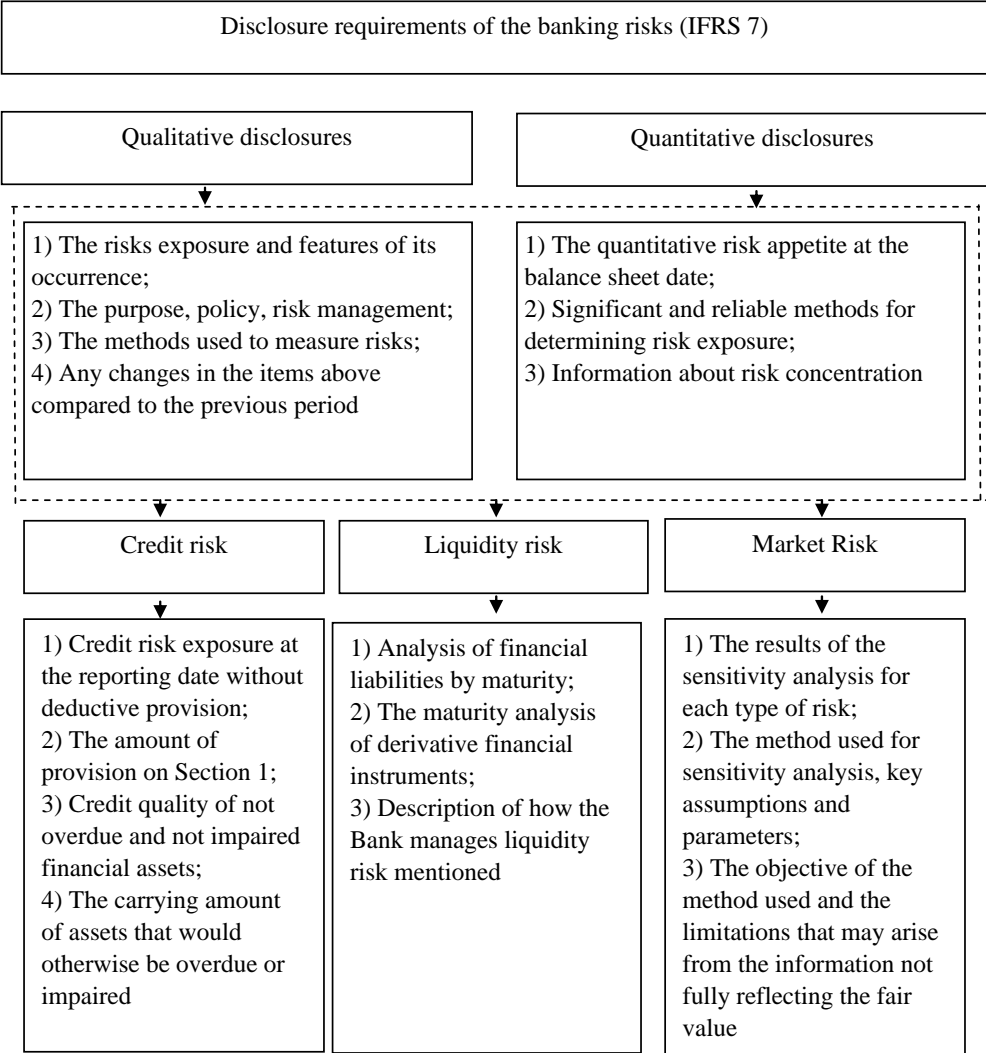 Disclosure requirements of the banking risks (IFRS 7)
Qualitative disclosures
Quantitative disclosures
1) The risks exposure and features of its
occurrence;
2) The purpose, policy, risk management;
3) The methods used to measure risks;
4) Any changes in the items above
compared to the previous period
1) The quantitative risk appetite at the
balance sheet date;
2) Significant and reliable methods for
determining risk exposure;
3) Information about risk concentration
Credit risk
Liquidity risk
Market Risk
1) Credit risk exposure at
the reporting date without
deductive provision;
2) The amount of
provision on Section 1;
3) Credit quality of not
overdue and not impaired
financial assets;
4) The carrying amount
of assets that would
otherwise be overdue or
impaired
1) Analysis of financial
liabilities by maturity;
2) The maturity analysis
of derivative financial
instruments;
3) Description of how the
Bank manages liquidity
risk mentioned
1) The results of the
sensitivity analysis for
each type of risk;
2) The method used for
sensitivity analysis, key
assumptions and
parameters;
3) The objective of the
method used and the
limitations that may arise
from the information not
fully reflecting the fair
value